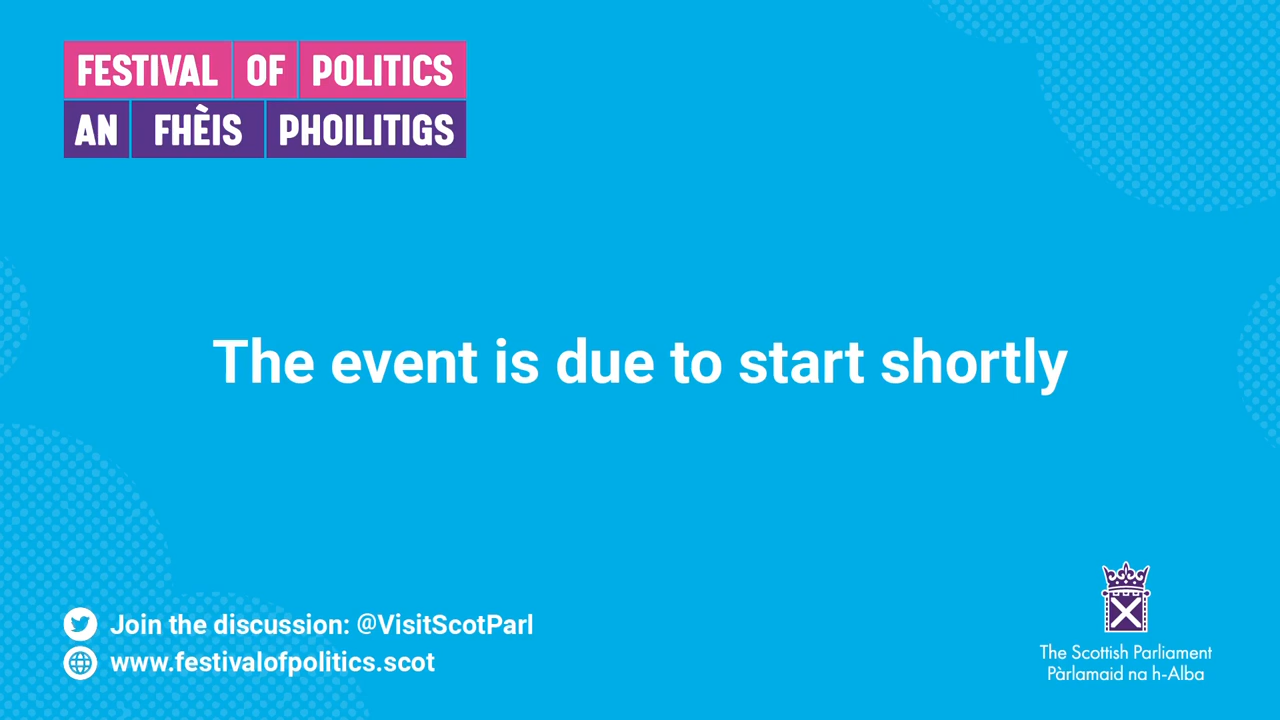 FESTIVAL OF POLITICS
AN FHÈIS PHOILITIGS
The event is due to start shortly
Join the discussion: @VisitScotParl
www.festivalofpolitics.scot
The Scottish Parliament
Pàrlamaid na h-Alba